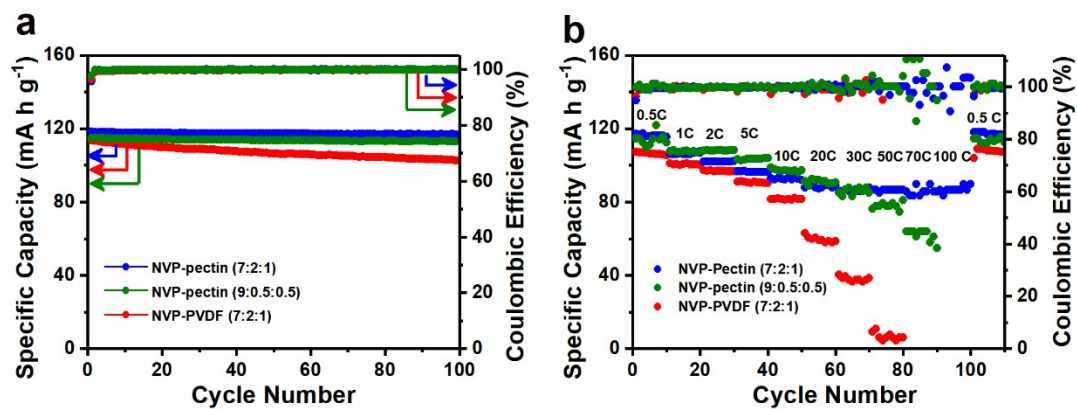 a
b
160
120
80
40
0
Specific Capacity (mA h g⁻¹)
0
20
40
60
80
100
Cycle Number
100
80
60
40
20
0
Coulombic Efficiency (%)
NVP-pectin (7:2:1)
NVP-pectin (9:0.5:0.5)
NVP-PVDF (7:2:1)
160
120
80
40
0
Specific Capacity (mA h g⁻¹)
0
20
40
60
80
100
Cycle Number
100
80
60
40
20
0
Coulombic Efficiency (%)
0.5C
1C
2C
5C
10C
20C
30C
50C
70C
100 C
0.5 C
NVP-Pectin (7:2:1)
NVP-pectin (9:0.5:0.5)
NVP-PVDF (7:2:1)